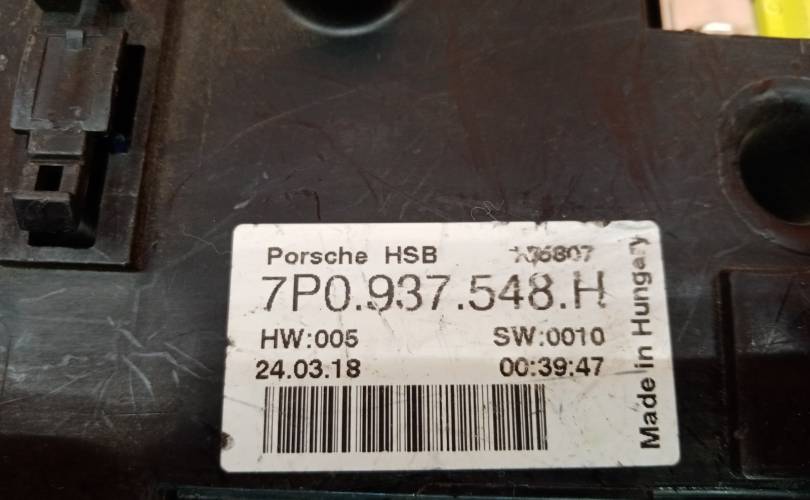 Porsche HSB
7P0.937.548.H
HW:005 SW:0010
24.03.18 00:39:47
Made in Hungary